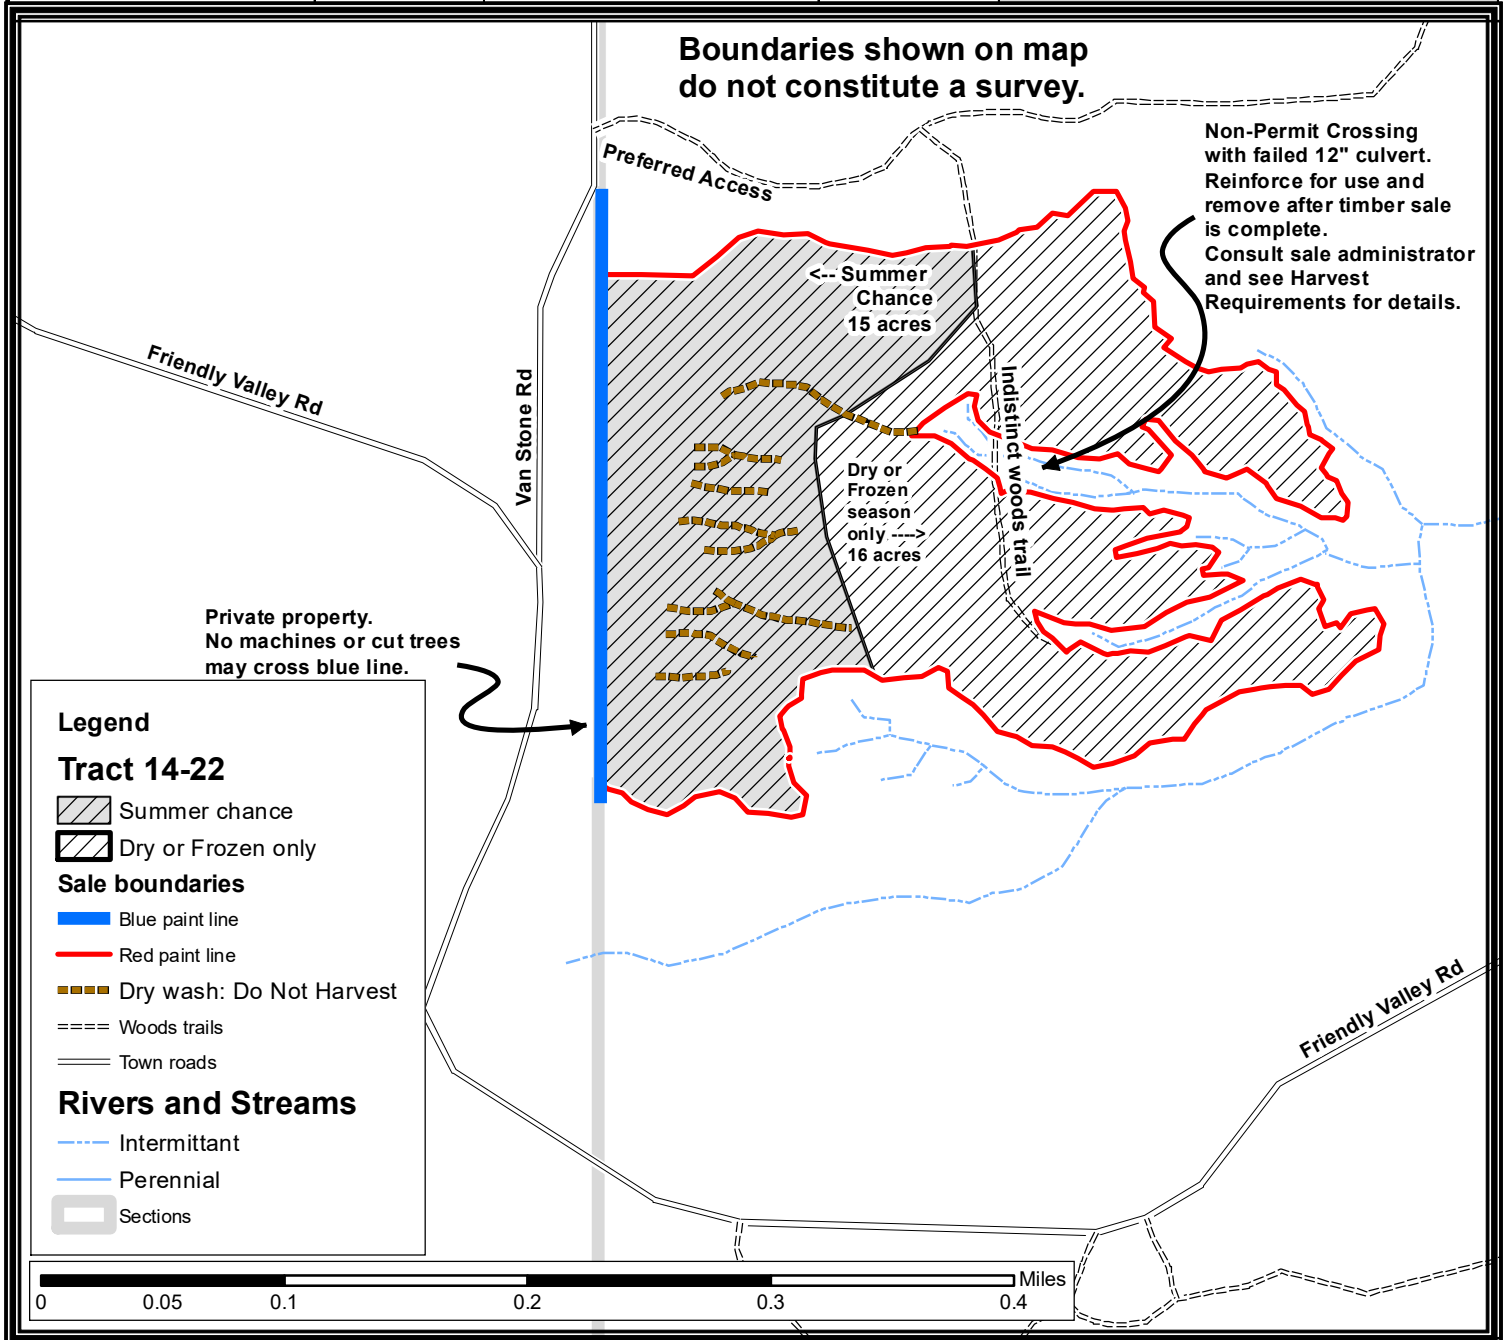 Boundaries shown on map
do not constitute a survey.
Non-Permit Crossing
with failed 12" culvert.
Reinforce for use and
remove after timber sale
is complete.
Consult sale administrator
and see Harvest
Requirements for details.
Preferred Access
<-- Summer
Chance
15 acres
Friendly Valley Rd
Van Stone Rd
Indistinct woods trail
Dry or
Frozen
season
only ---->
16 acres
Private property.
No machines or cut trees
may cross blue line.
Legend
Tract 14-22
Summer chance
Dry or Frozen only
Sale boundaries
Blue paint line
Red paint line
Dry wash: Do Not Harvest
Woods trails
Town roads
Rivers and Streams
Intermittant
Perennial
Sections
Friendly Valley Rd
Miles
0 0.05 0.1 0.2 0.3 0.4